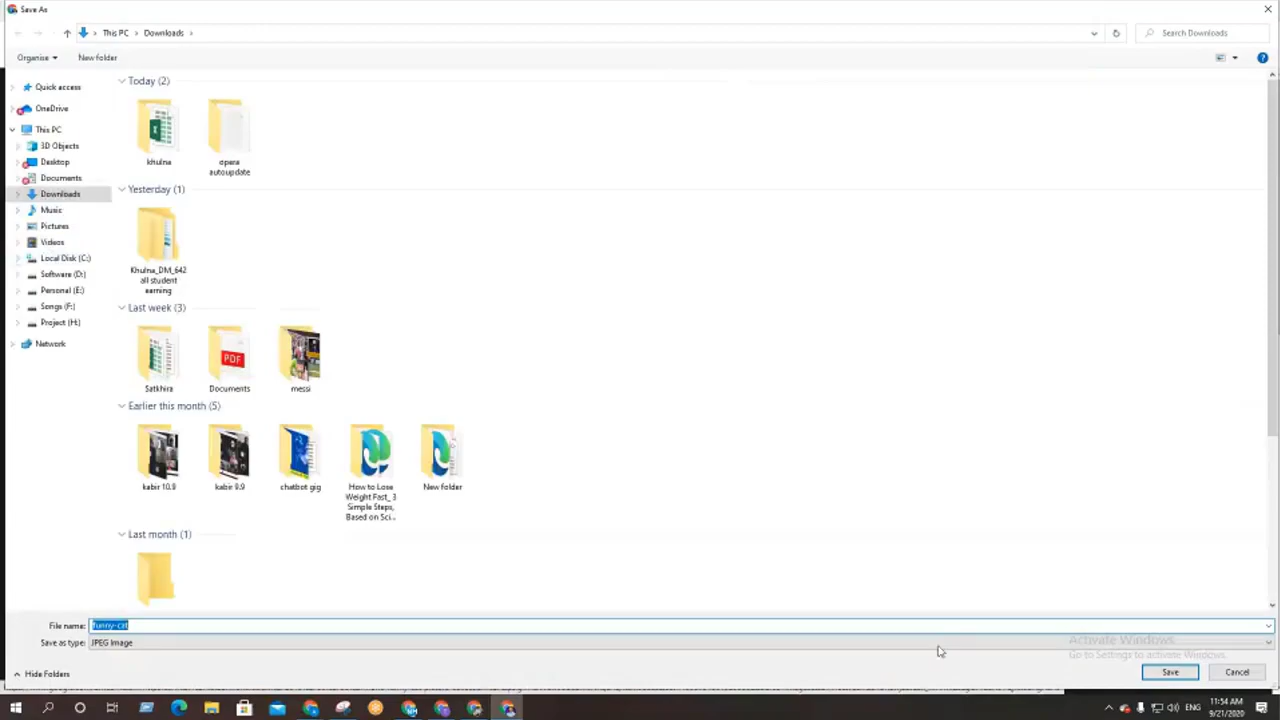 Save As
This PC > Downloads >
Search Downloads
Organise
New folder
Quick access
OneDrive
This PC
3D Objects
Desktop
Documents
Downloads
Music
Pictures
Videos
Local Disk (C:)
Software (D:)
Personal (E:)
Songs (F:)
Project (H:)
Network
Today (2)
khulna
opera
autoupdate
Yesterday (1)
Khulna_DM_642
all student
earning
Last week (3)
Satkhira
PDF
Documents
messi
Earlier this month (5)
kabir 10.9
kabir 9.9
chatbot gig
How to Lose
Weight Fast_ 3
Simple Steps,
Based on Sci...
New folder
Last month (1)
File name: funny-cat
Save as type: JPEG Image
Activate Windows
Go to Settings to activate Windows.
Hide Folders
Save
Cancel
ENG
11:54 AM
9/21/2020